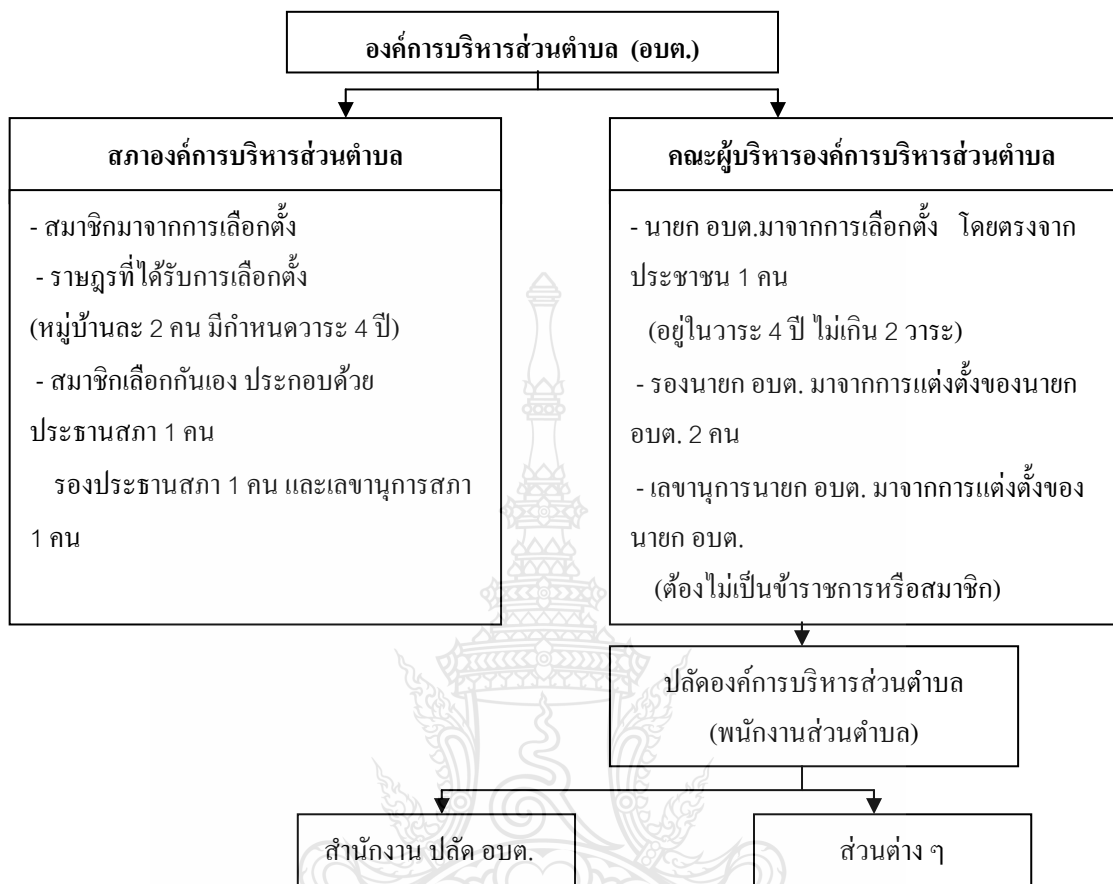 องค์การบริหารส่วนตำบล (อบต.)
สภาองค์การบริหารส่วนตำบล
- สมาชิกมาจากการเลือกตั้ง
- ราษฎรที่ได้รับการเลือกตั้ง
(หมู่บ้านละ 2 คน มีกำหนดวาระ 4 ปี)
- สมาชิกเลือกกันเอง ประกอบด้วย
ประธานสภา 1 คน
รองประธานสภา 1 คน และเลขานุการสภา
1 คน
คณะผู้บริหารองค์การบริหารส่วนตำบล
- นายก อบต.มาจากการเลือกตั้ง โดยตรงจาก
ประชาชน 1 คน
(อยู่ในวาระ 4 ปี ไม่เกิน 2 วาระ)
- รองนายก อบต. มาจากการแต่งตั้งของนายก
อบต. 2 คน
- เลขานุการนายก อบต. มาจากการแต่งตั้งของ
นายก อบต.
(ต้องไม่เป็นข้าราชการหรือสมาชิก)
ปลัดองค์การบริหารส่วนตำบล
(พนักงานส่วนตำบล)
สำนักงาน ปลัด อบต.
ส่วนต่าง ๆ